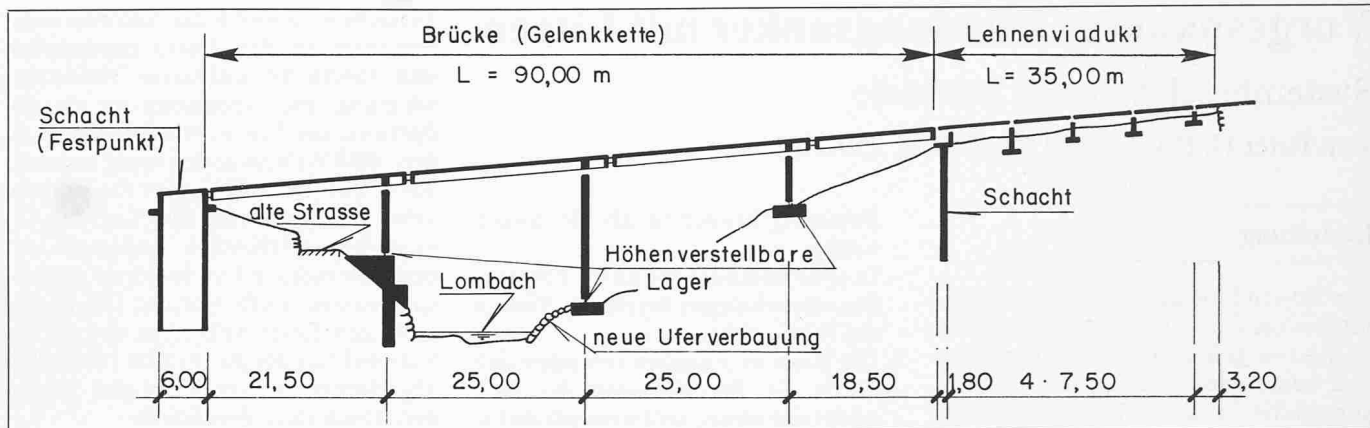 Brücke (Gelenkkette)
L = 90,00 m
Lehnenviadukt
L = 35,00 m
Schacht
(Festpunkt)
alte Strasse
Schacht
Höhenverstellbare
Lager
Lombach
neue Uferverbauung
6,00 21,50 25,00 25,00 18,50 1,80 4 · 7,50 3,20